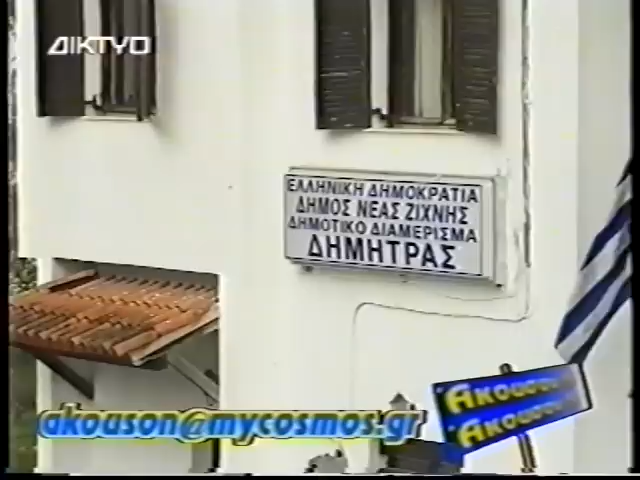 ΔΙΚΤΥΟ
ΕΛΛΗΝΙΚΗ ΔΗΜΟΚΡΑΤΙΑ
ΔΗΜΟΣ ΝΕΑΣ ΖΙΧΝΗΣ
ΔΗΜΟΤΙΚΟ ΔΙΑΜΕΡΙΣΜΑ
ΔΗΜΗΤΡΑΣ
akouson@mycosmos.gr